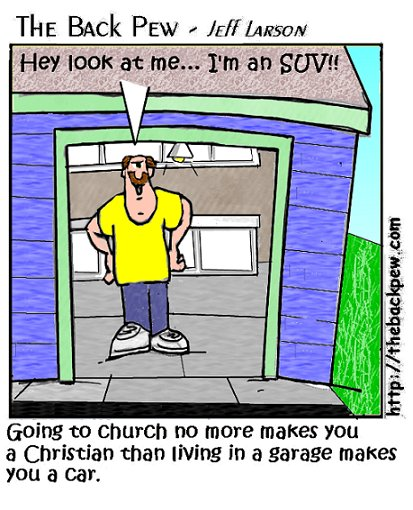 The Back Pew - Jeff Larson
Hey look at me... I'm an SUV!!
http://thebackpew.com
Going to church no more makes you
a Christian than living in a garage makes
you a car.